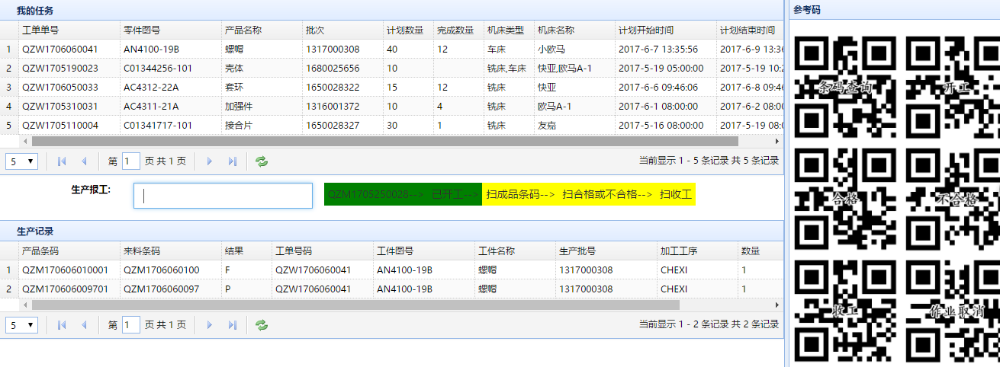 我的任务
工单单号 零件图号 产品名称 批次 计划数量 完成数量 机床类型 机床名称 计划开始时间 计划结束时间
1 QZW1706060041 AN4100-19B 螺帽 1317000308 40 12 车床 小欧马 2017-6-7 13:35:56 2017-6-9 13:36
2 QZW1705190023 C01344256-101 壳体 1680025656 10 铣床,车床 快亚,欧马A-1 2017-5-19 05:00:00 2017-5-19 10:2
3 QZW1706050033 AC4312-22A 套环 1650028322 15 12 铣床 快亚 2017-6-6 09:46:06 2017-6-8 09:46
4 QZW1705310031 AC4311-21A 加强件 1316001372 10 4 铣床 欧马A-1 2017-6-1 08:00:00 2017-6-2 08:00
5 QZW1705110004 C01341717-101 接合片 1650028327 30 1 铣床 友嘉 2017-5-16 08:00:00 2017-5-19 08:0
5 第 1 页 共 1 页 当前显示 1 - 5 条记录 共 5 条记录
生产报工: QZM1705250028--> 已开工--> 扫成品条码--> 扫合格或不合格--> 扫收工
生产记录
产品条码 来料条码 结果 工单号码 工件图号 工件名称 生产批号 加工工序 数量
1 QZM170606010001 QZM1706060100 F QZW1706060041 AN4100-19B 螺帽 1317000308 CHEXI 1
2 QZM170606009701 QZM1706060097 P QZW1706060041 AN4100-19B 螺帽 1317000308 CHEXI 1
5 第 1 页 共 1 页 当前显示 1 - 2 条记录 共 2 条记录
参考码
条码查询 开工
合格 不合格
收工 作业取消